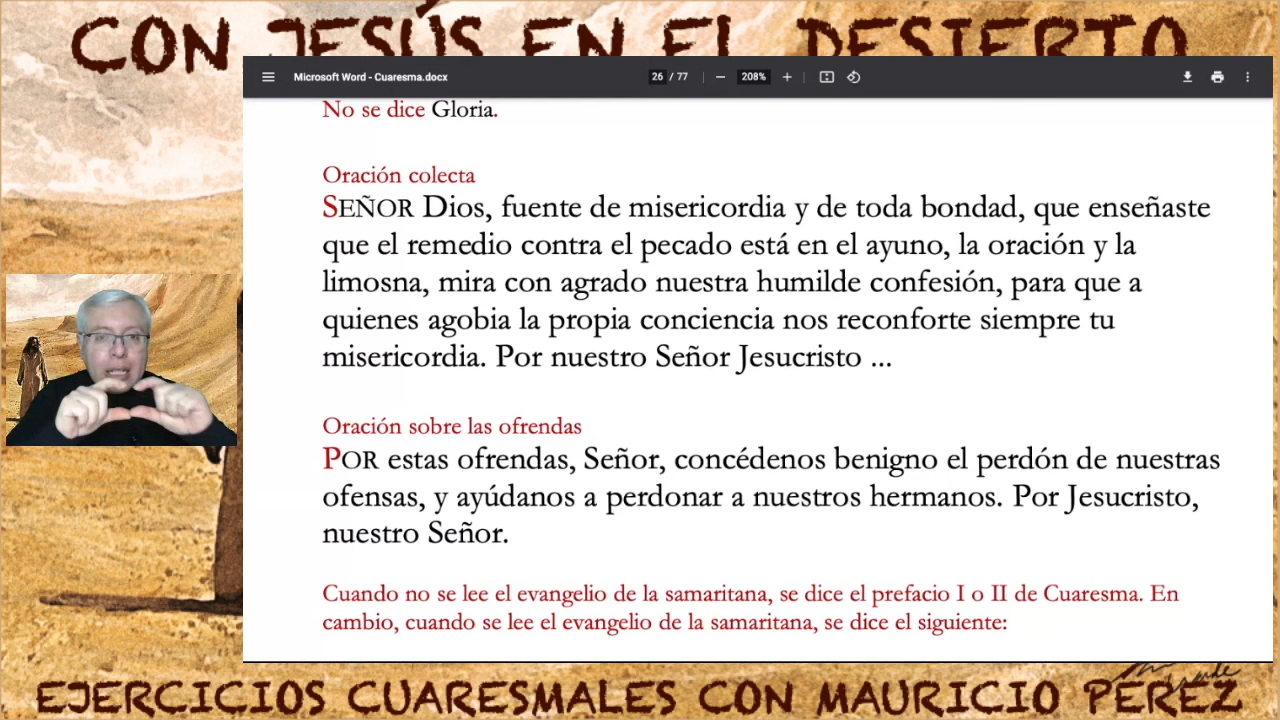 CON JESÚS EN EL DESIERTO
Microsoft Word - Cuaresma.docx
26 / 77
208%
No se dice Gloria.
Oración colecta
SEÑOR Dios, fuente de misericordia y de toda bondad, que enseñaste
que el remedio contra el pecado está en el ayuno, la oración y la
limosna, mira con agrado nuestra humilde confesión, para que a
quienes agobia la propia conciencia nos reconforte siempre tu
misericordia. Por nuestro Señor Jesucristo ...
Oración sobre las ofrendas
POR estas ofrendas, Señor, concédenos benigno el perdón de nuestras
ofensas, y ayúdanos a perdonar a nuestros hermanos. Por Jesucristo,
nuestro Señor.
Cuando no se lee el evangelio de la samaritana, se dice el prefacio I o II de Cuaresma. En
cambio, cuando se lee el evangelio de la samaritana, se dice el siguiente:
EJERCICIOS CUARESMALES CON MAURICIO PÉREZ